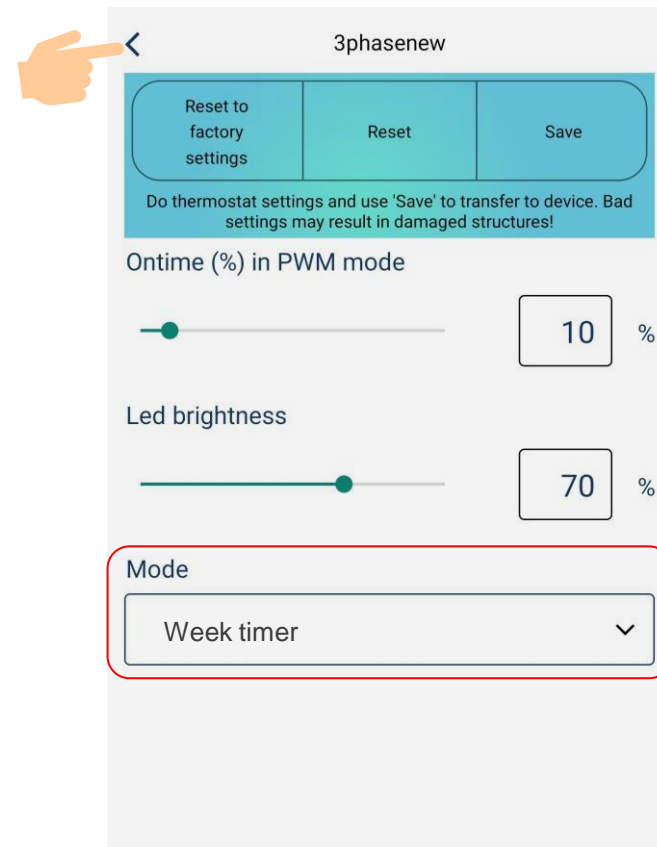 3phasenew
Reset to
factory
settings
Reset
Save
Do thermostat settings and use 'Save' to transfer to device. Bad
settings may result in damaged structures!
Ontime (%) in PWM mode
10 %
Led brightness
70 %
Mode
Week timer